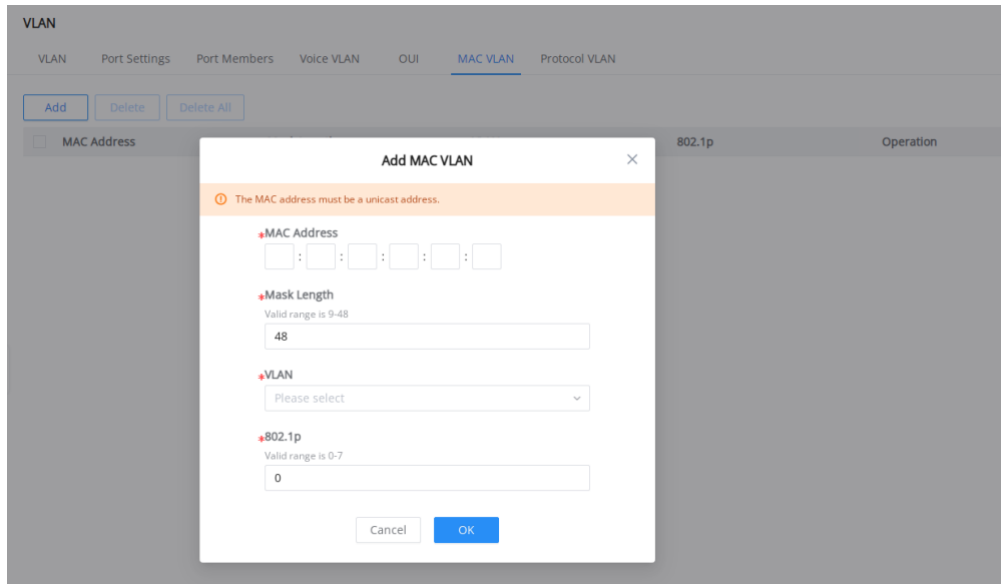 VLAN
VLAN Port Settings Port Members Voice VLAN OUI MAC VLAN Protocol VLAN
Add Delete Delete All
MAC Address 802.1p Operation
Add MAC VLAN
The MAC address must be a unicast address.
*MAC Address
: : : : :
*Mask Length
Valid range is 9-48
48
*VLAN
Please select
*802.1p
Valid range is 0-7
0
Cancel OK